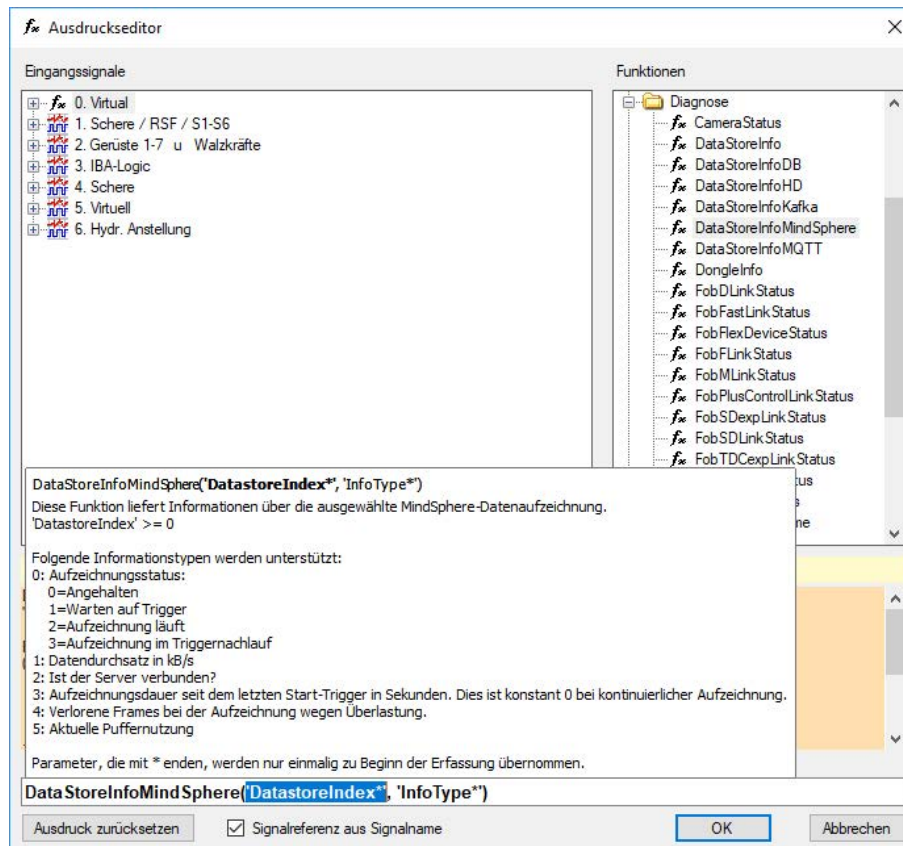 Ausdruckseditor
Eingangssignale
0. Virtual
1. Schere / RSF / S1-S6
2. Gerüste 1-7 u Walzkräfte
3. IBA-Logic
4. Schere
5. Virtuell
6. Hydr. Anstellung
Funktionen
Diagnose
CameraStatus
DataStoreInfo
DataStoreInfoDB
DataStoreInfoHD
DataStoreInfoKafka
DataStoreInfoMindSphere
DataStoreInfoMQTT
DongleInfo
FobDLinkStatus
FobFastLinkStatus
FobFlexDeviceStatus
FobFLinkStatus
FobMLinkStatus
FobPlusControlLinkStatus
FobSDexpLinkStatus
FobSDLinkStatus
FobTDCexpLinkStatus
DataStoreInfoMindSphere('DatastoreIndex*', 'InfoType*')
Diese Funktion liefert Informationen über die ausgewählte MindSphere-Datenaufzeichnung.
'DatastoreIndex' >= 0
Folgende Informationstypen werden unterstützt:
0: Aufzeichnungsstatus:
0=Angehalten
1=Warten auf Trigger
2=Aufzeichnung läuft
3=Aufzeichnung im Triggernachlauf
1: Datendurchsatz in kB/s
2: Ist der Server verbunden?
3: Aufzeichnungsdauer seit dem letzten Start-Trigger in Sekunden. Dies ist konstant 0 bei kontinuierlicher Aufzeichnung.
4: Verlorene Frames bei der Aufzeichnung wegen Überlastung.
5: Aktuelle Puffernutzung
Parameter, die mit * enden, werden nur einmalig zu Beginn der Erfassung übernommen.
DataStoreInfoMindSphere('DatastoreIndex*', 'InfoType*')
Ausdruck zurücksetzen
Signalreferenz aus Signalname
OK
Abbrechen